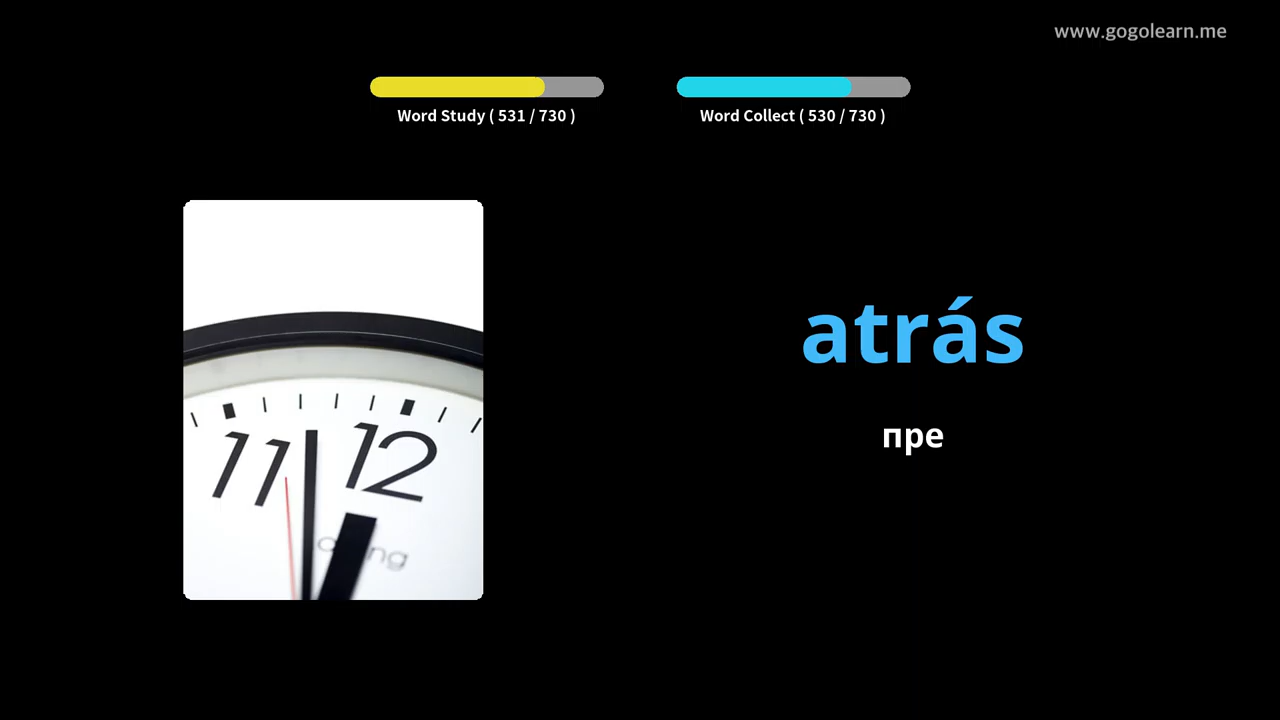 www.gogolearn.me
Word Study ( 531 / 730 )
Word Collect ( 530 / 730 )
atrás
пре
11
12